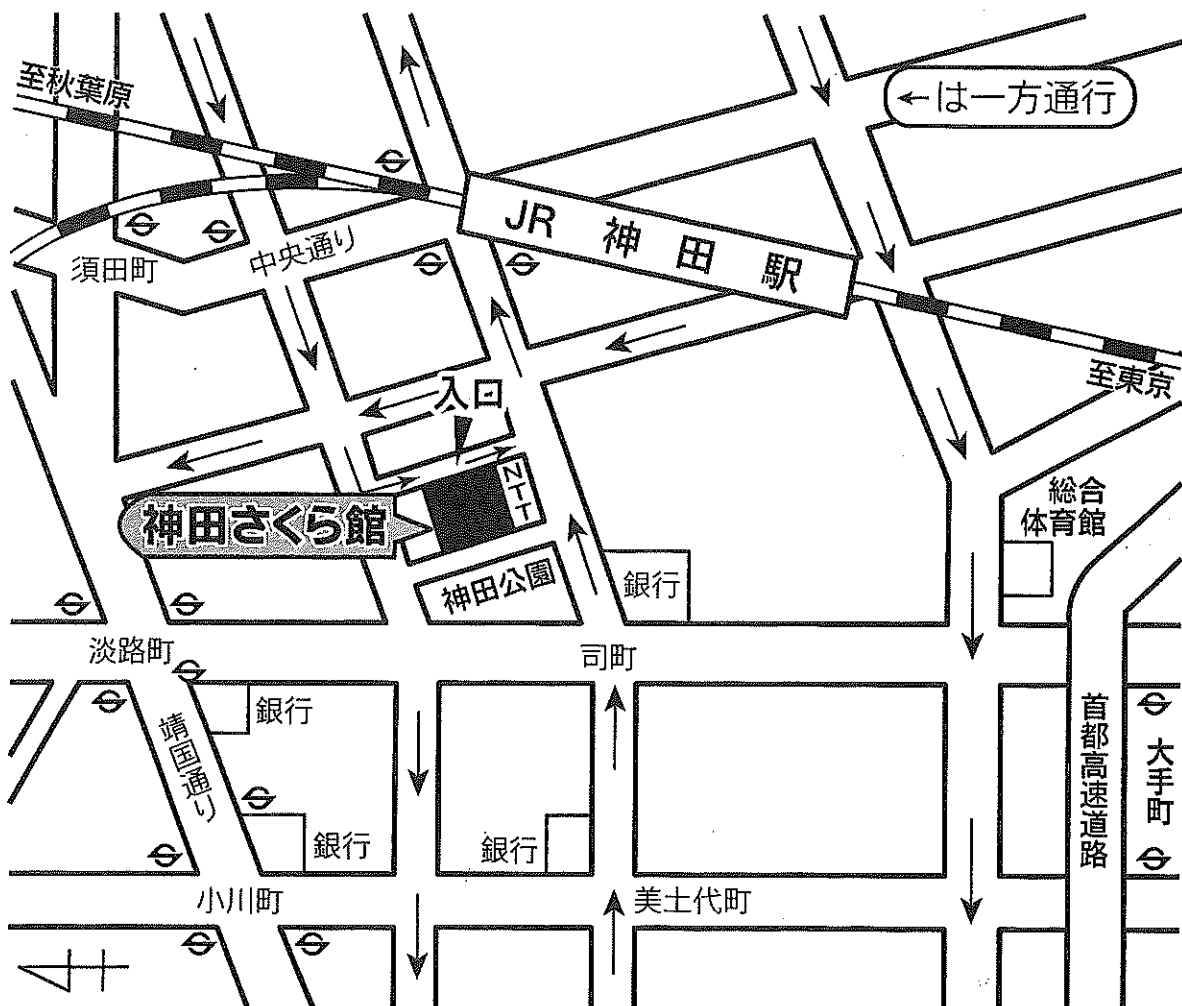 至秋葉原
←は一方通行
JR 神田駅
須田町
中央通り
至東京
入口
NTT
総合
体育館
神田さくら館
神田公園
銀行
淡路町
司町
銀行
靖国通り
首都高速道路
大手町
銀行
銀行
小川町
美土代町